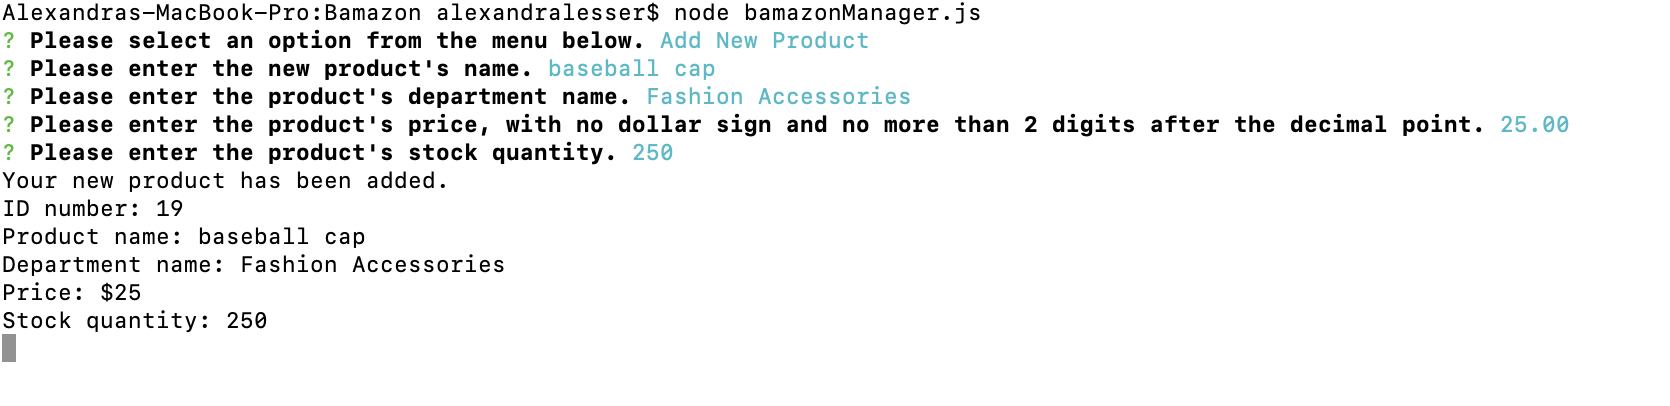 Alexandras-MacBook-Pro:Bamazon alexandralesser$ node bamazonManager.js
? Please select an option from the menu below. Add New Product
? Please enter the new product's name. baseball cap
? Please enter the product's department name. Fashion Accessories
? Please enter the product's price, with no dollar sign and no more than 2 digits after the decimal point. 25.00
? Please enter the product's stock quantity. 250
Your new product has been added.
ID number: 19
Product name: baseball cap
Department name: Fashion Accessories
Price: $25
Stock quantity: 250